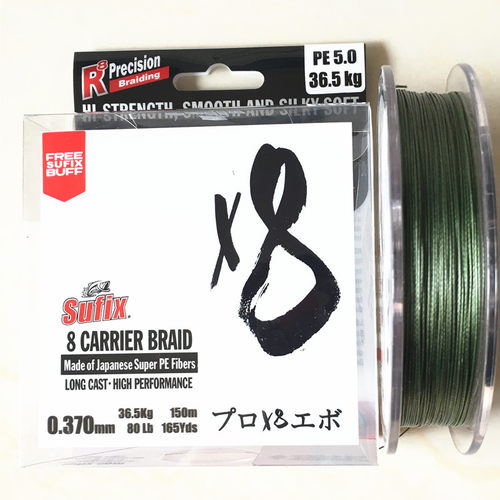 R8 Precision
Braiding
PE 5.0
36.5 kg
HI-STRENGTH, SMOOTH AND SILKY SOFT
FREE
SUFIX
BUFF
x8
Sufix
8 CARRIER BRAID
Made of Japanese Super PE Fibers
LONG CAST · HIGH PERFORMANCE
36.5Kg 150m
0.370mm 80 Lb 165Yds
プロX8エボ